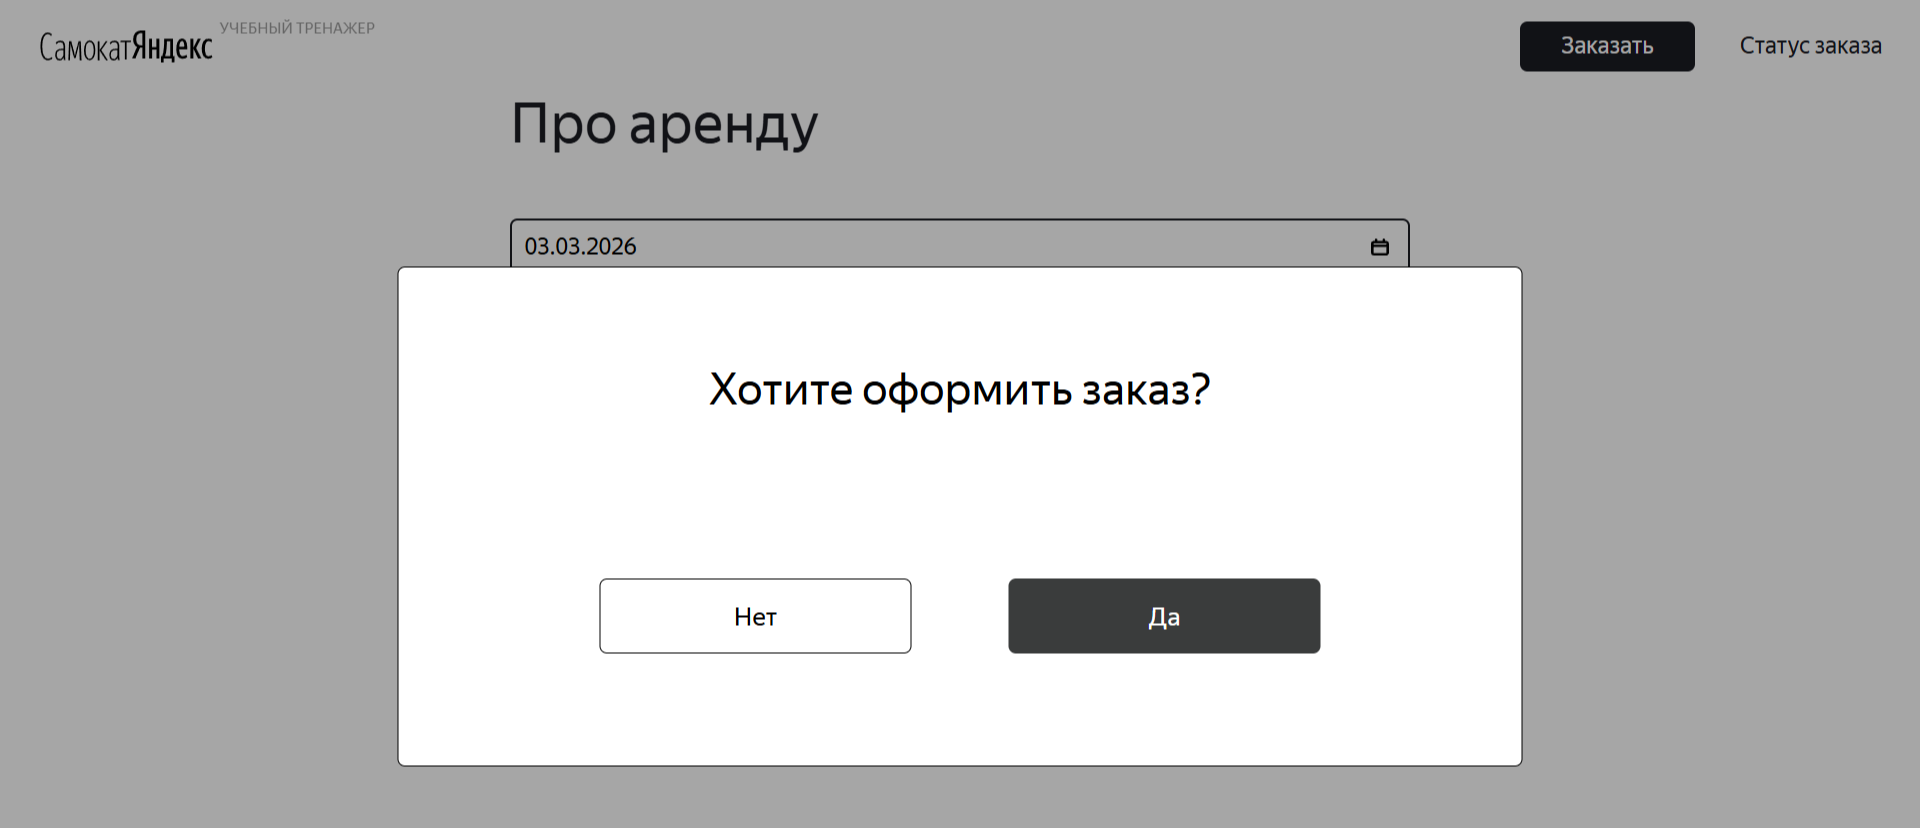 СамокатЯндекс
УЧЕБНЫЙ ТРЕНАЖЕР
Заказать
Статус заказа
Про аренду
03.03.2026
Хотите оформить заказ?
Нет
Да